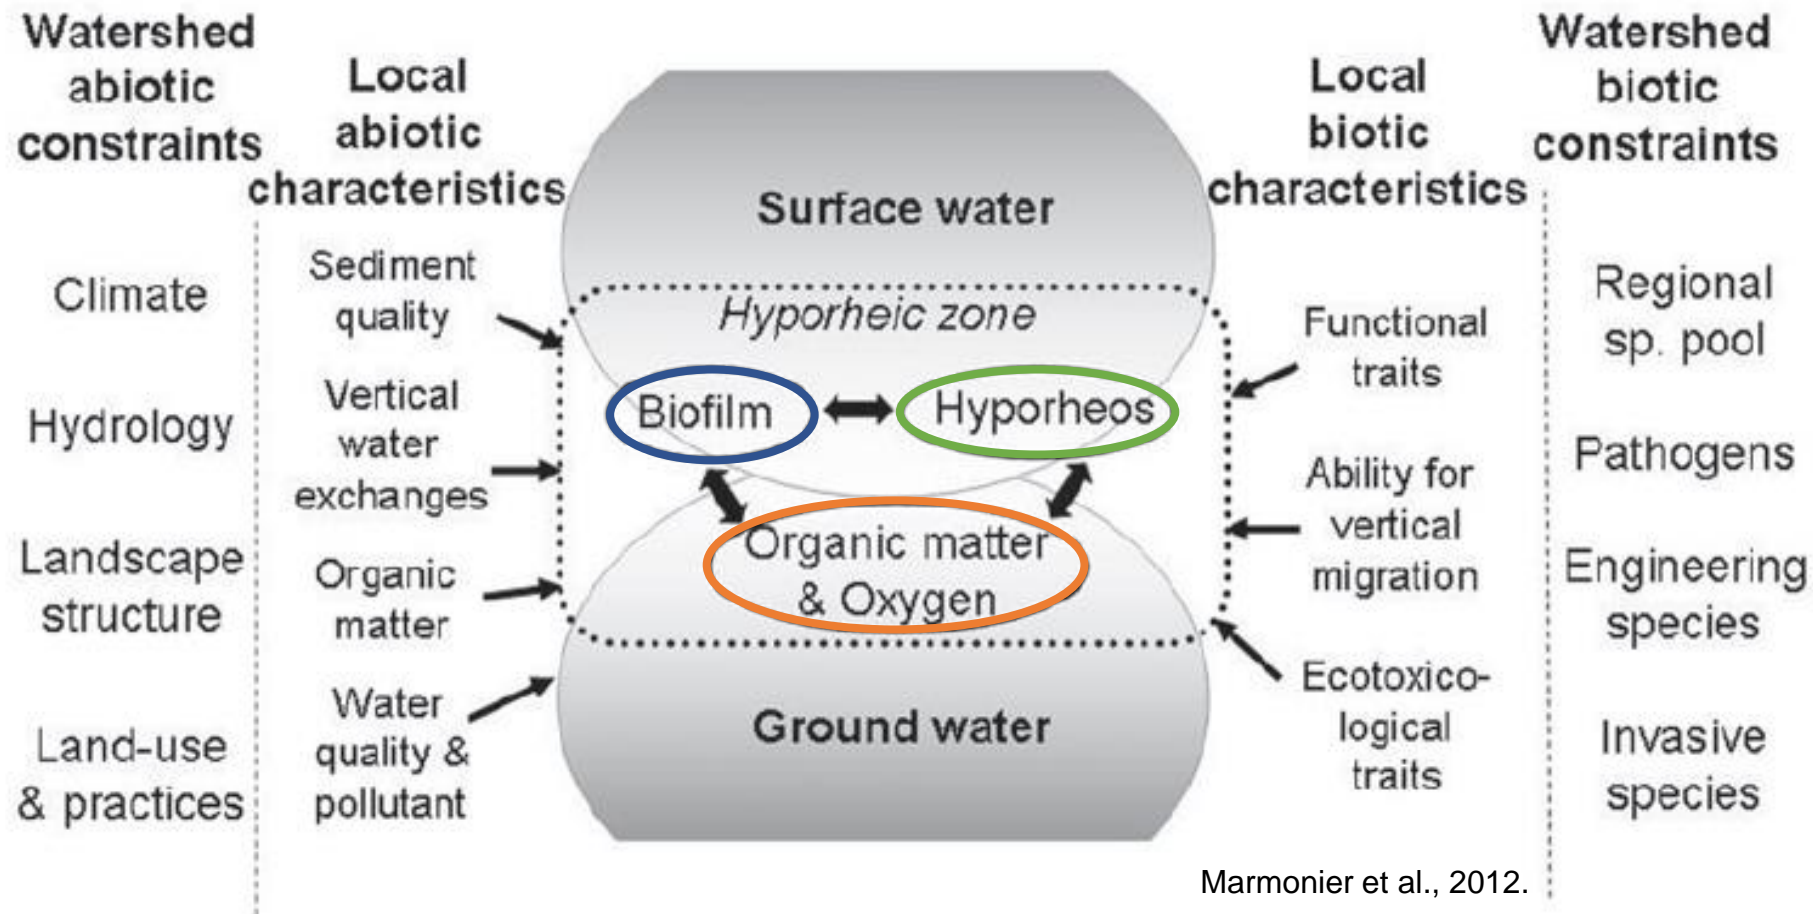 Watershed
abiotic
constraints
Climate
Hydrology
Landscape
structure
Land-use
& practices
Local
abiotic
characteristics
Sediment
quality
Vertical
water
exchanges
Organic
matter
Water
quality &
pollutant
Surface water
Hyporheic zone
Biofilm
Hyporheos
Organic matter
& Oxygen
Ground water
Local
biotic
characteristics
Functional
traits
Ability for
vertical
migration
Ecotoxico-
logical
traits
Watershed
biotic
constraints
Regional
sp. pool
Pathogens
Engineering
species
Invasive
species
Marmonier et al., 2012.